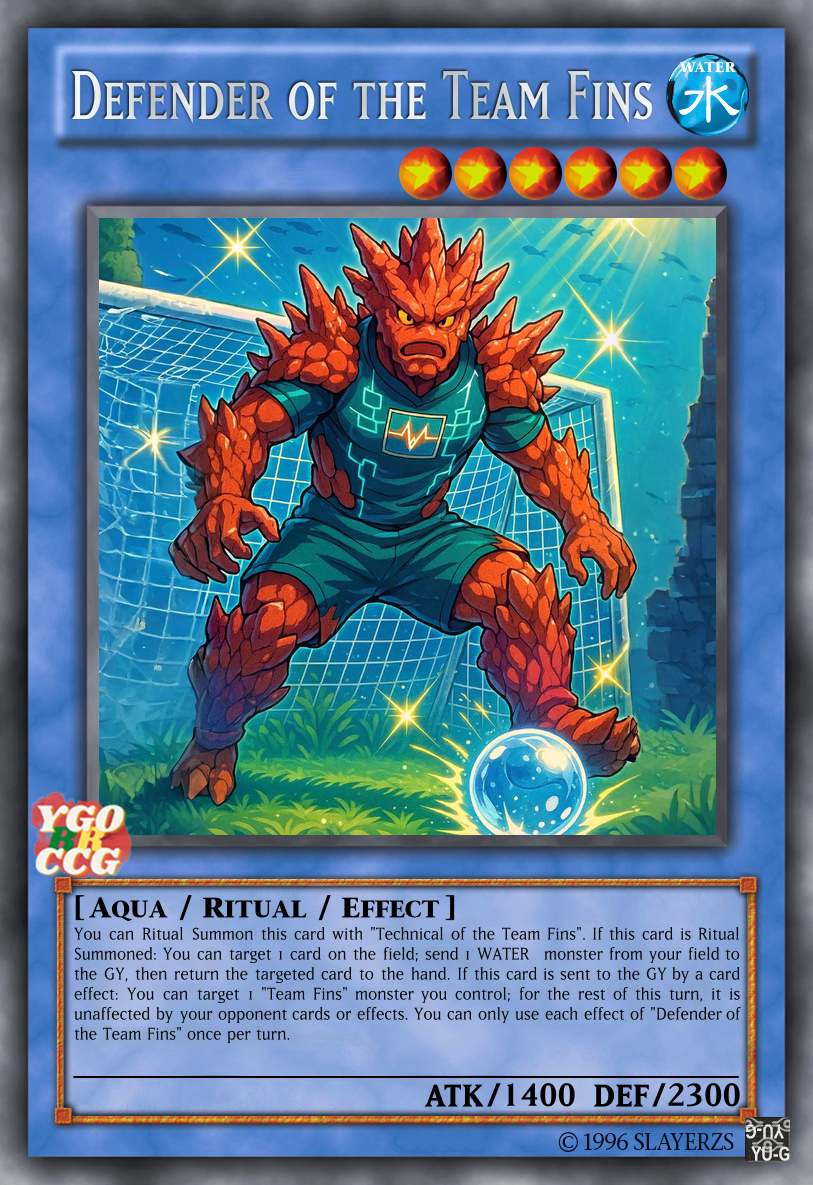 DEFENDER OF THE TEAM FINS
WATER
水
YGO
RR
CCG
[ AQUA / RITUAL / EFFECT ]
You can Ritual Summon this card with "Technical of the Team Fins". If this card is Ritual
Summoned: You can target 1 card on the field; send 1 WATER monster from your field to
the GY, then return the targeted card to the hand. If this card is sent to the GY by a card
effect: You can target 1 "Team Fins" monster you control; for the rest of this turn, it is
unaffected by your opponent cards or effects. You can only use each effect of "Defender of
the Team Fins" once per turn.
ATK/1400 DEF/2300
© 1996 SLAYERZS
YU-G
YU-G